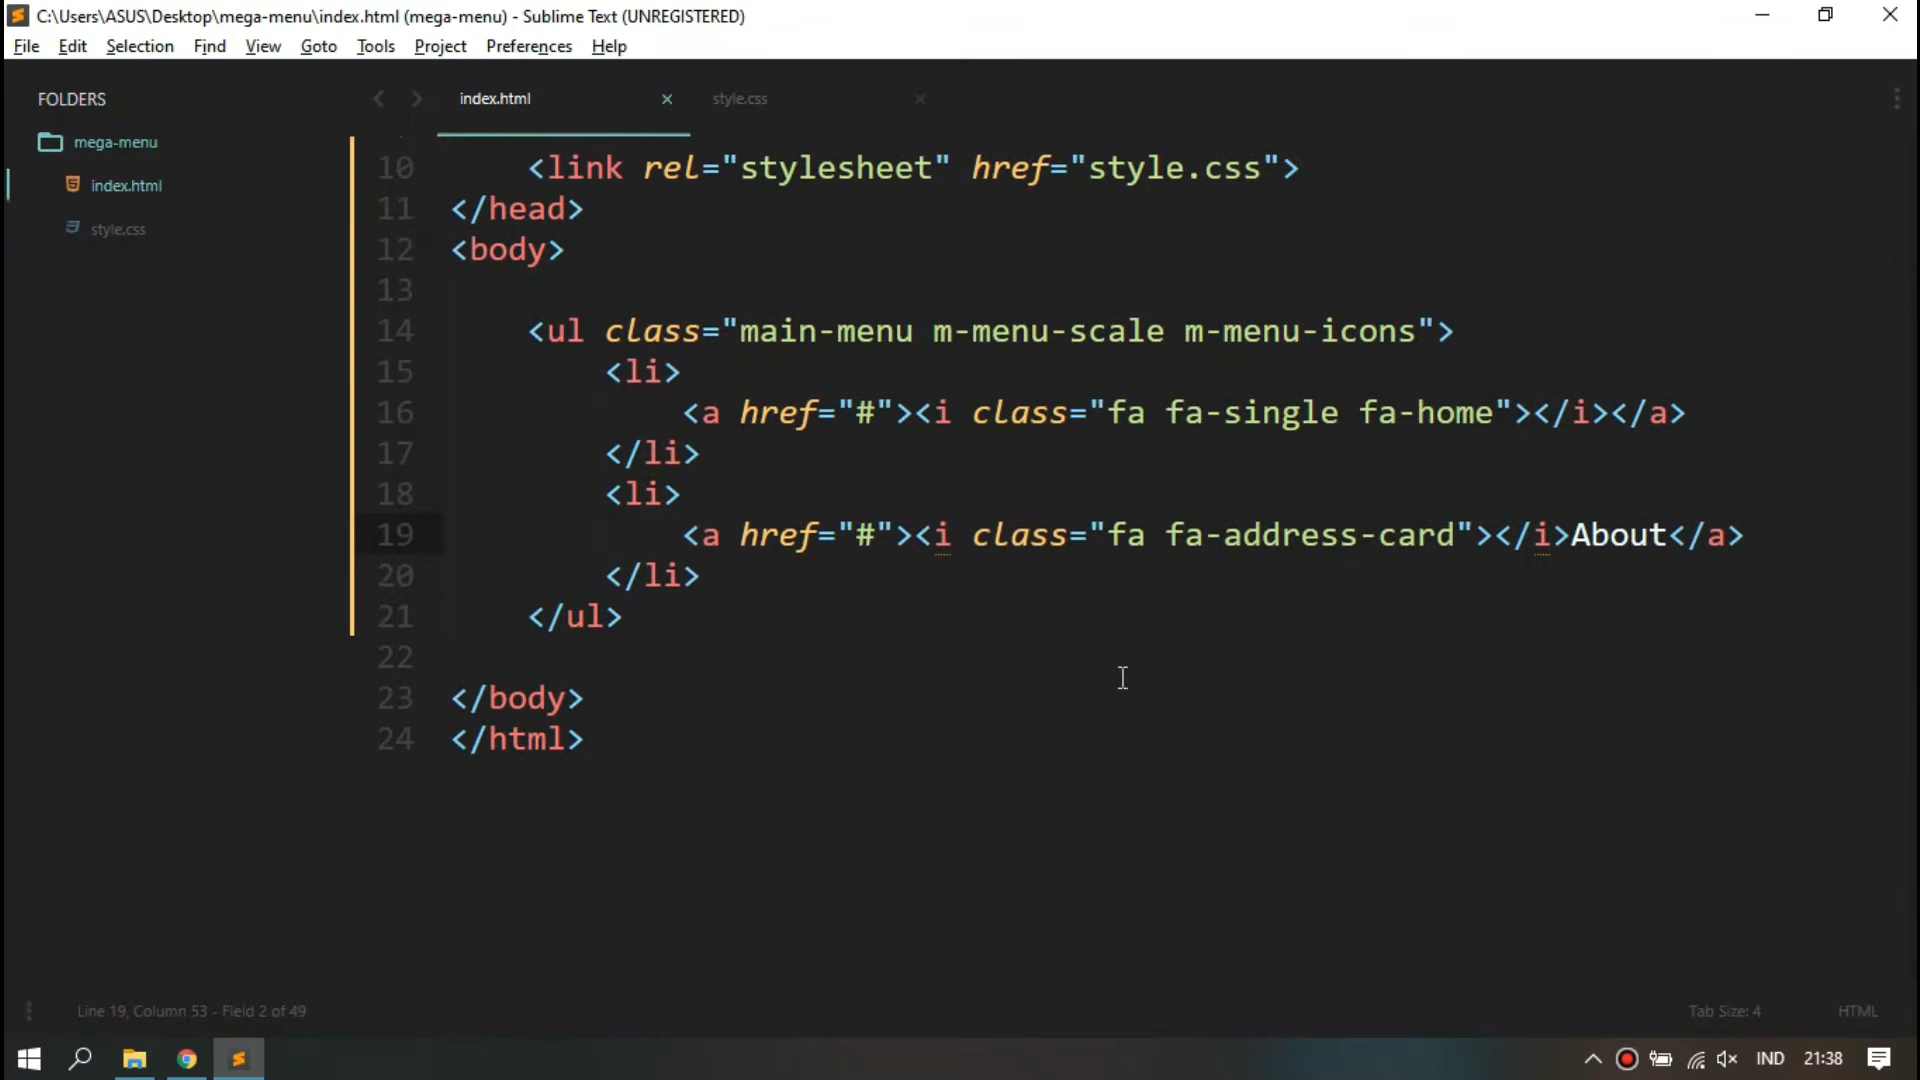 C:\Users\ASUS\Desktop\mega-menu\index.html (mega-menu) - Sublime Text (UNREGISTERED)
File Edit Selection Find View Goto Tools Project Preferences Help
FOLDERS
mega-menu
index.html
style.css
index.html style.css
10 <link rel="stylesheet" href="style.css">
11 </head>
12 <body>
13
14 <ul class="main-menu m-menu-scale m-menu-icons">
15 <li>
16 <a href="#"><i class="fa fa-single fa-home"></i></a>
17 </li>
18 <li>
19 <a href="#"><i class="fa fa-address-card"></i>About</a>
20 </li>
21 </ul>
22
23 </body>
24 </html>
Line 19, Column 53 - Field 2 of 49
Tab Size: 4 HTML
IND 21:38